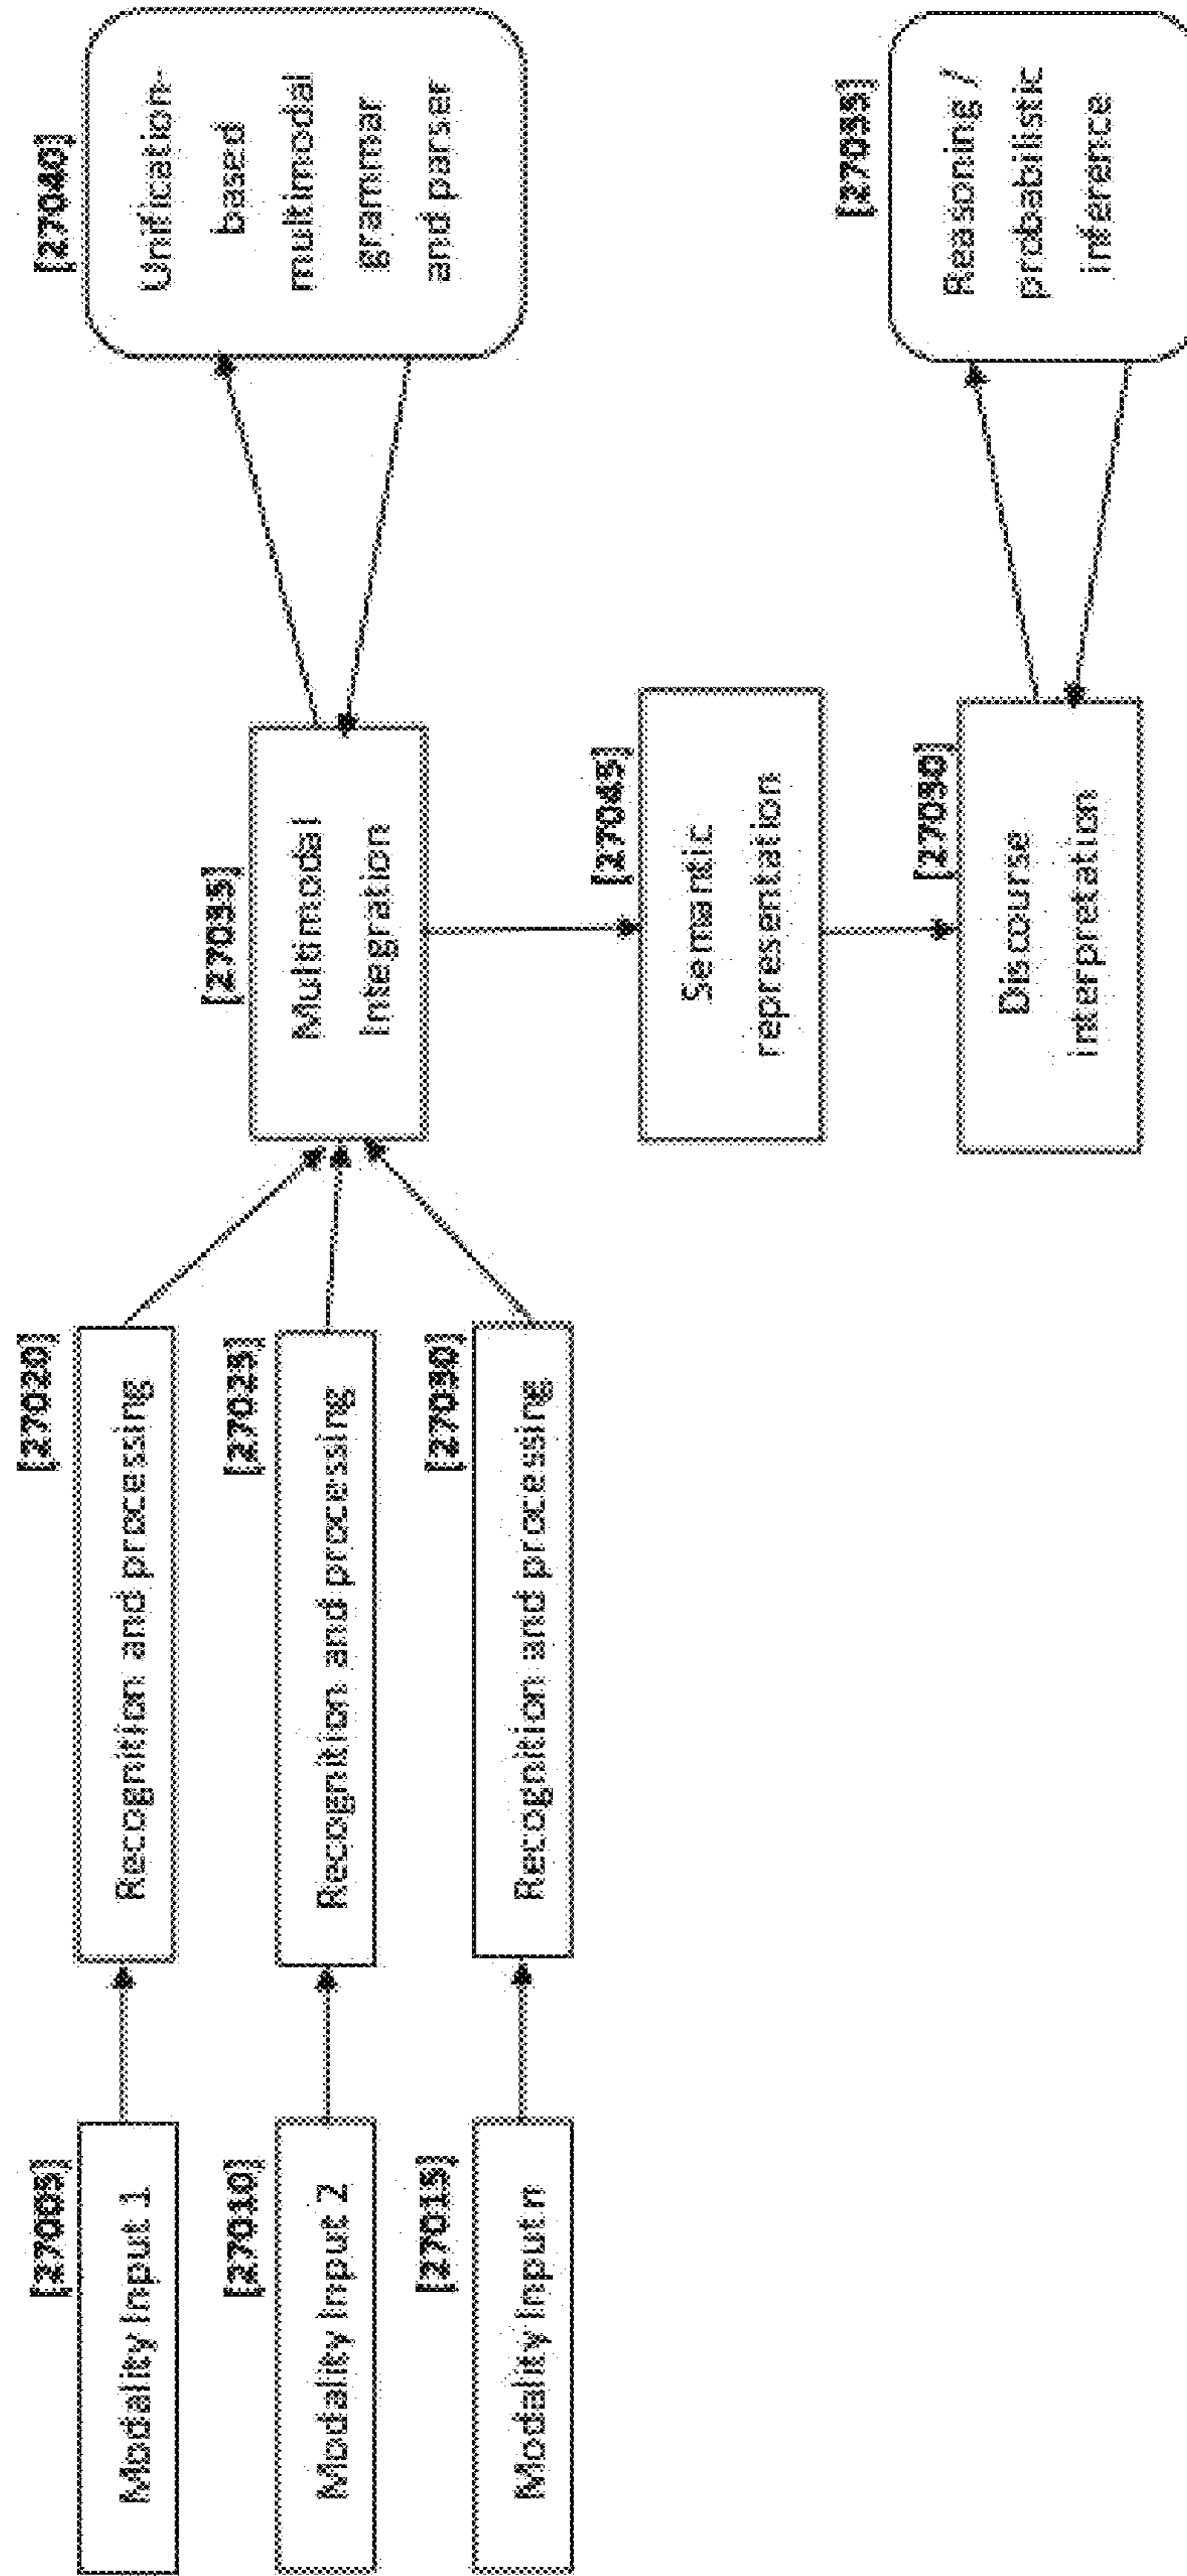 [27005]
Modality Input 1
[27020]
Recognition and processing
[27010]
Modality Input 2
[27025]
Recognition and processing
[27015]
Modality Input n
[27030]
Recognition and processing
[27035]
Multimodal
Integration
[27040]
Unification-
based
multimodal
grammar
and parser
[27045]
Semantic
representation
[27050]
Discourse
interpretation
[27055]
Reasoning /
probabilistic
inference